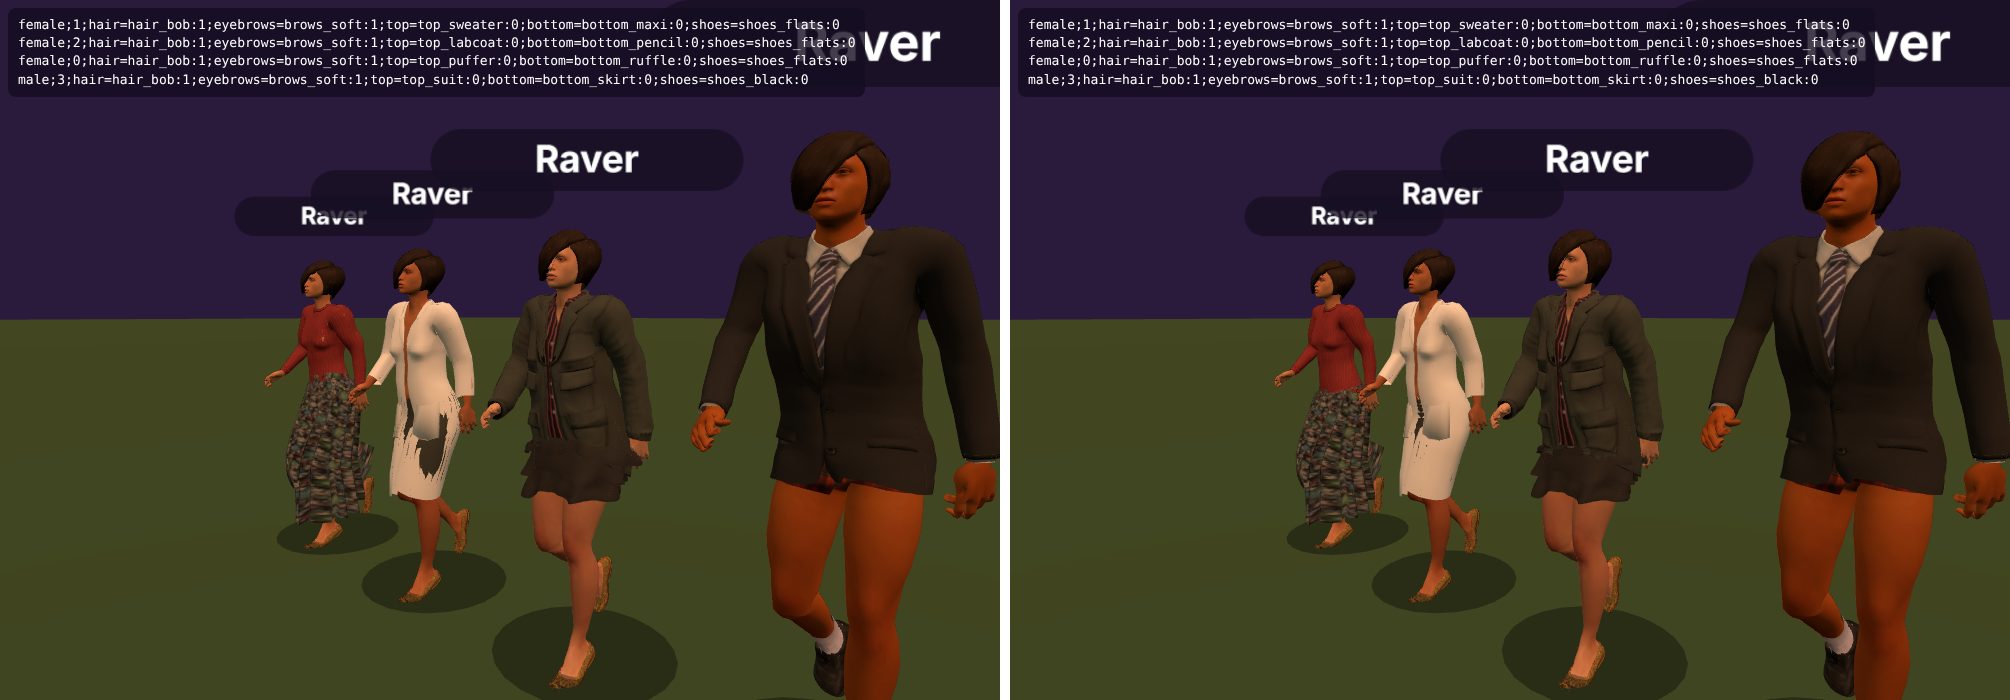 female;1;hair=hair_bob:1;eyebrows=brows_soft:1;top=top_sweater:0;bottom=bottom_maxi:0;shoes=shoes_flats:0
female;2;hair=hair_bob:1;eyebrows=brows_soft:1;top=top_labcoat:0;bottom=bottom_pencil:0;shoes=shoes_flats:0
female;0;hair=hair_bob:1;eyebrows=brows_soft:1;top=top_puffer:0;bottom=bottom_ruffle:0;shoes=shoes_flats:0
male;3;hair=hair_bob:1;eyebrows=brows_soft:1;top=top_suit:0;bottom=bottom_skirt:0;shoes=shoes_black:0
Raver
Raver
Raver
Raver
female;1;hair=hair_bob:1;eyebrows=brows_soft:1;top=top_sweater:0;bottom=bottom_maxi:0;shoes=shoes_flats:0
female;2;hair=hair_bob:1;eyebrows=brows_soft:1;top=top_labcoat:0;bottom=bottom_pencil:0;shoes=shoes_flats:0
female;0;hair=hair_bob:1;eyebrows=brows_soft:1;top=top_puffer:0;bottom=bottom_ruffle:0;shoes=shoes_flats:0
male;3;hair=hair_bob:1;eyebrows=brows_soft:1;top=top_suit:0;bottom=bottom_skirt:0;shoes=shoes_black:0
Raver
Raver
Raver
Raver